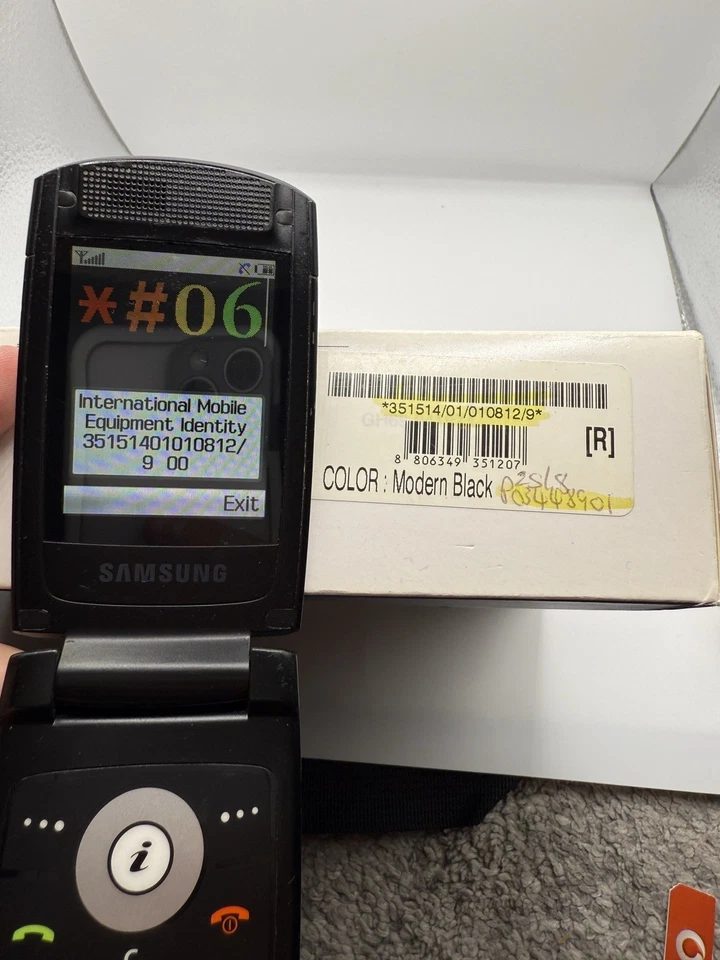 *#06
International Mobile
Equipment Identity
35151401010812/
9 00
Exit
SAMSUNG
i
*351514/01/010812/9*
8 806349 351207
[R]
COLOR : Modern Black